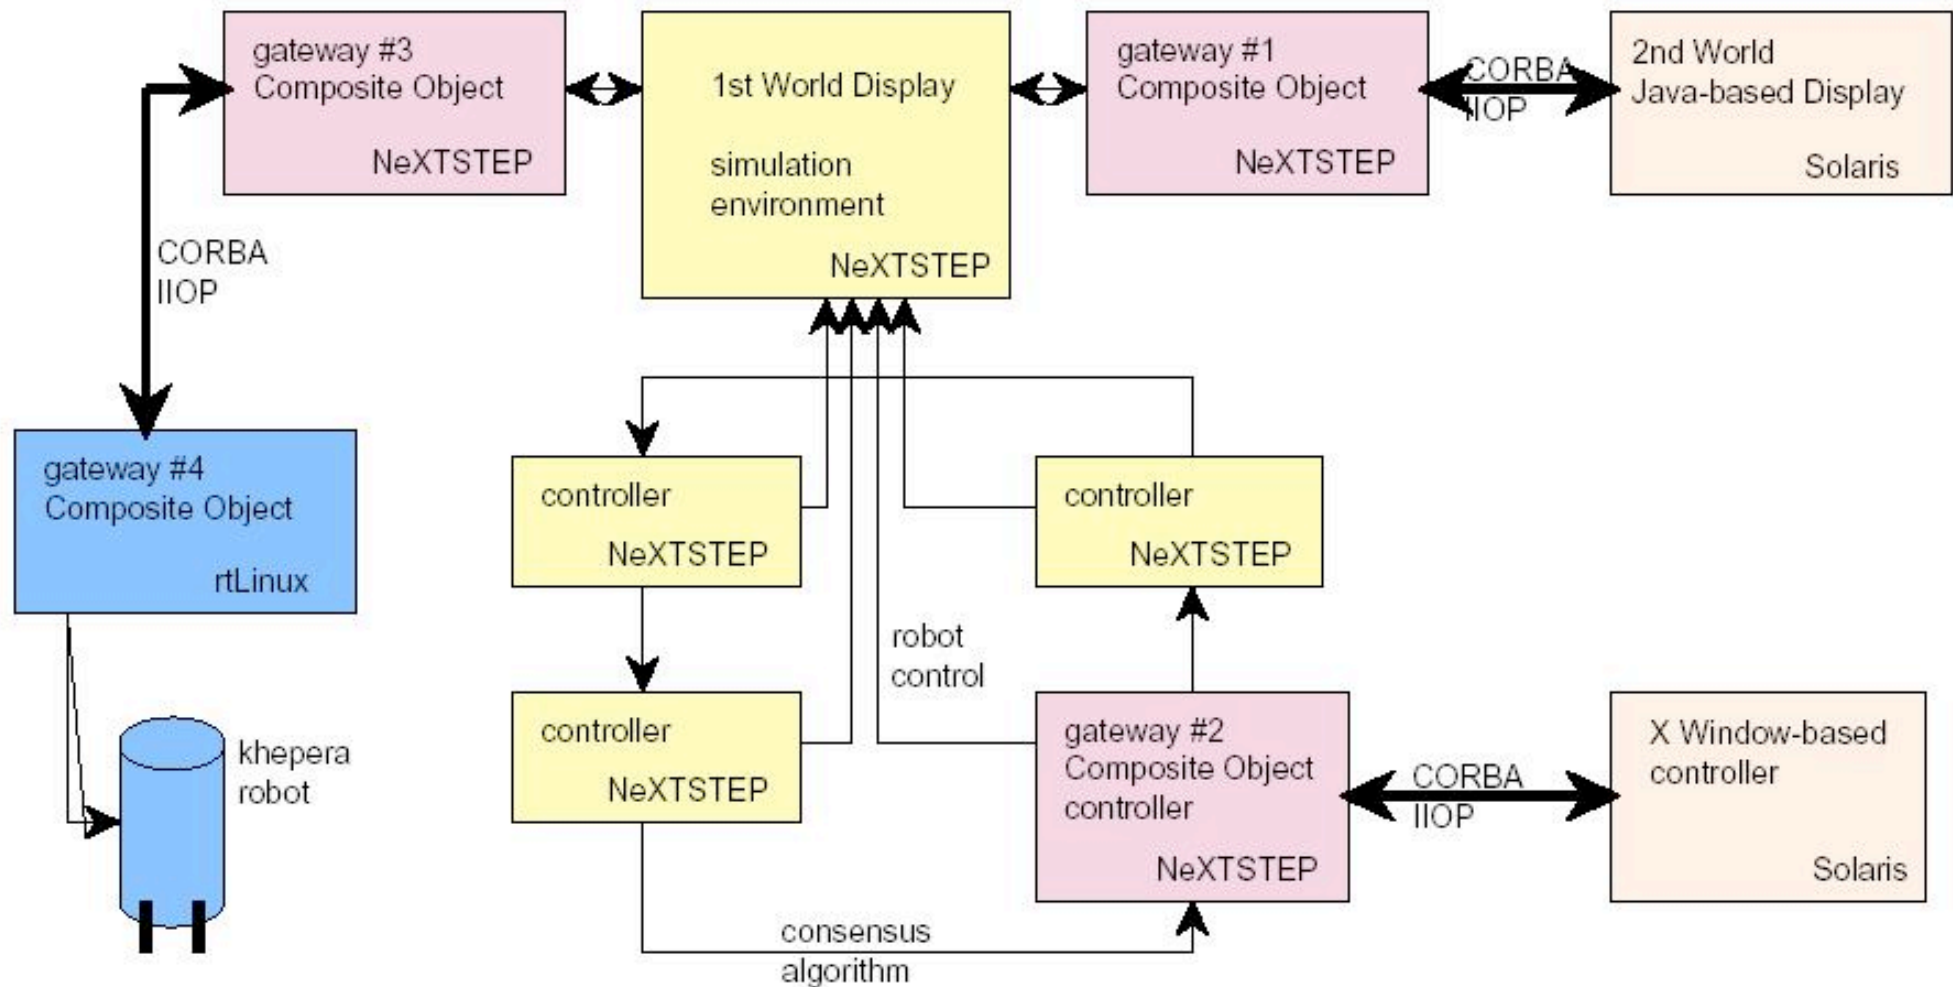 gateway #3
Composite Object
NeXTSTEP
1st World Display
simulation
environment
NeXTSTEP
gateway #1
Composite Object
NeXTSTEP
CORBA
IIOP
2nd World
Java-based Display
Solaris
CORBA
IIOP
gateway #4
Composite Object
rtLinux
controller
NeXTSTEP
controller
NeXTSTEP
robot
control
khepera
robot
controller
NeXTSTEP
gateway #2
Composite Object
controller
NeXTSTEP
CORBA
IIOP
X Window-based
controller
Solaris
consensus
algorithm